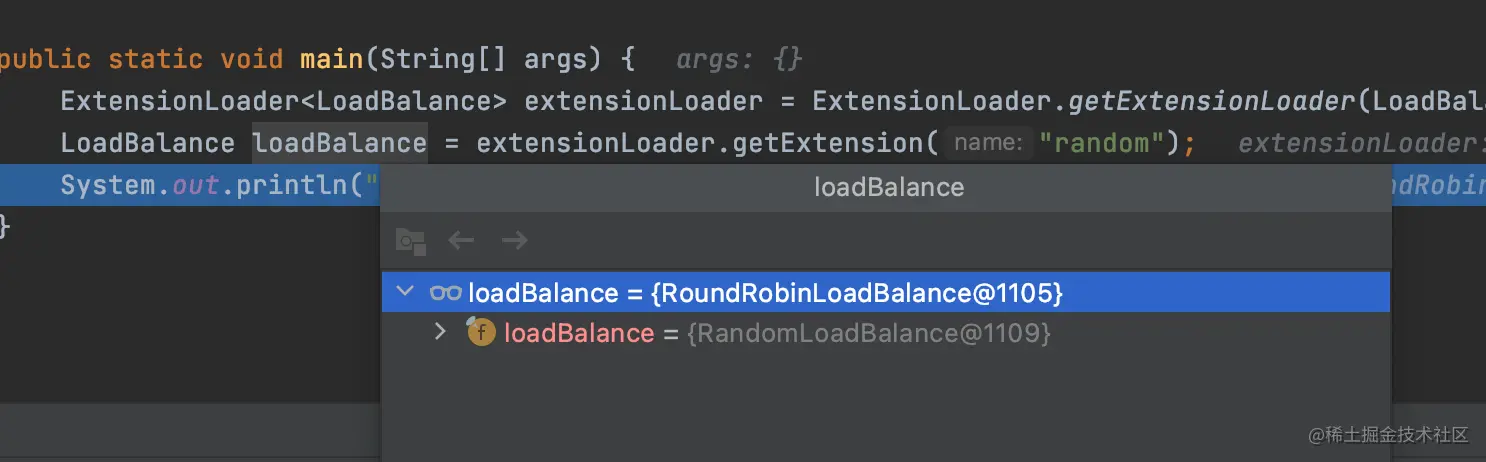 public static void main(String[] args) {   args: {}
ExtensionLoader<LoadBalance> extensionLoader = ExtensionLoader.getExtensionLoader(LoadBal
LoadBalance loadBalance = extensionLoader.getExtension( name: "random");   extensionLoader:
System.out.println("
ndRobin
}
loadBalance
loadBalance = {RoundRobinLoadBalance@1105}
f loadBalance = {RandomLoadBalance@1109}
@稀土掘金技术社区